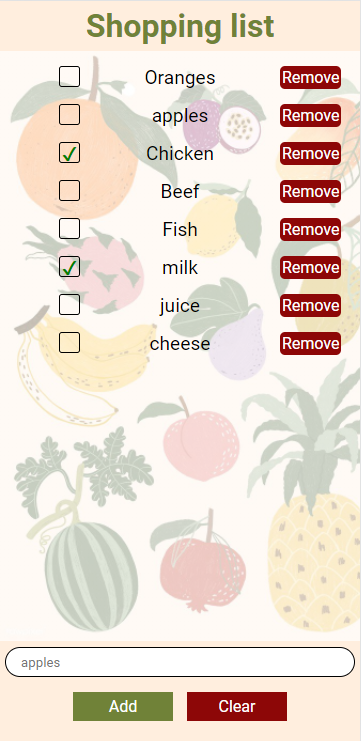 Shopping list
Oranges Remove
apples Remove
Chicken Remove
Beef Remove
Fish Remove
milk Remove
juice Remove
cheese Remove
apples
Add Clear